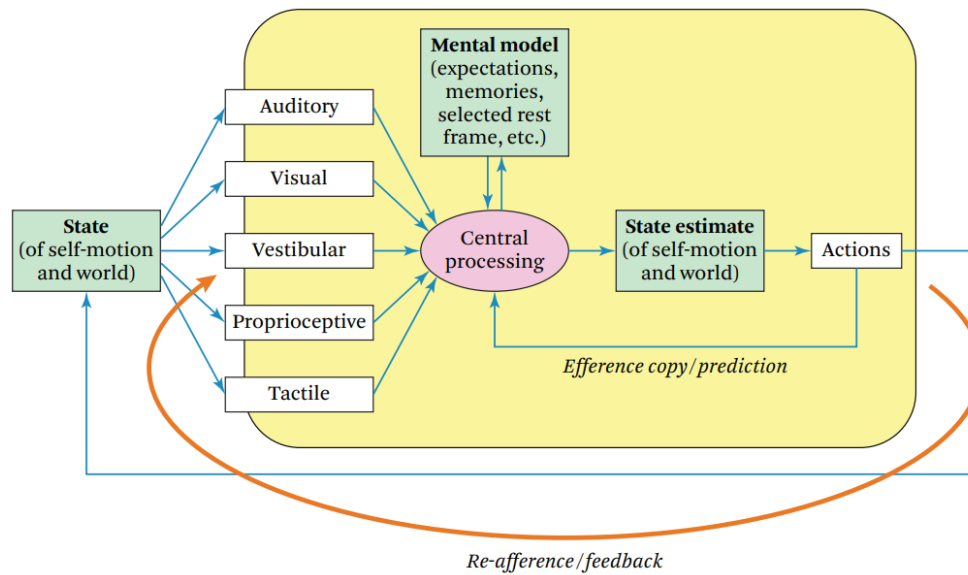 Mental model
(expectations,
memories,
selected rest
frame, etc.)
Auditory
Visual
State
(of self-motion
and world)
Vestibular
Central
processing
State estimate
(of self-motion
and world)
Actions
Proprioceptive
Efference copy/prediction
Tactile
Re-afference/feedback